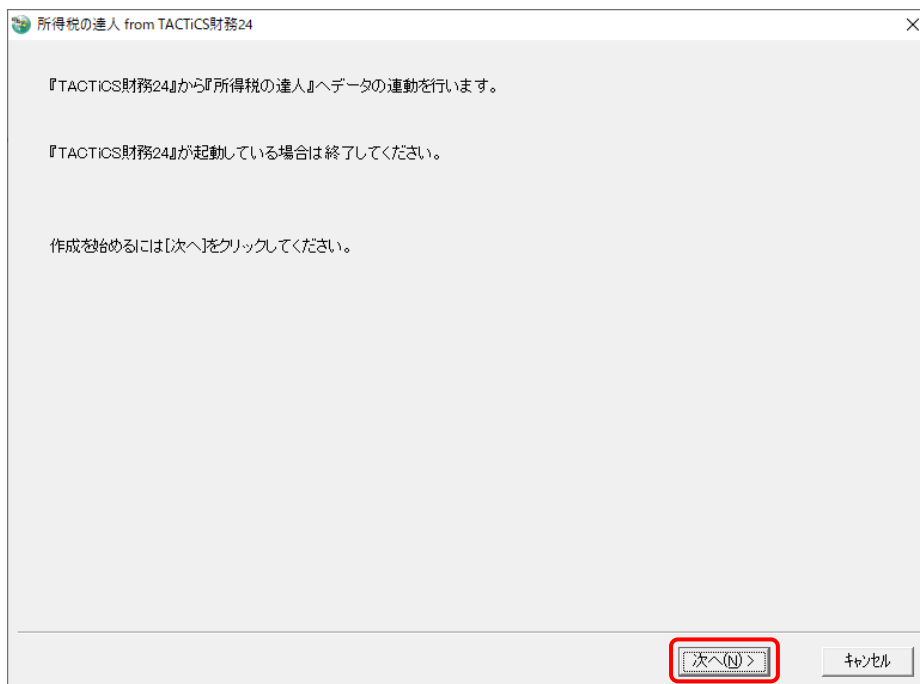 所得税の達人 from TACTiCS財務24
『TACTiCS財務24』から『所得税の達人』へデータの連動を行います。
『TACTiCS財務24』が起動している場合は終了してください。
作成を始めるには[次へ]をクリックしてください。
次へ(N) >
キャンセル